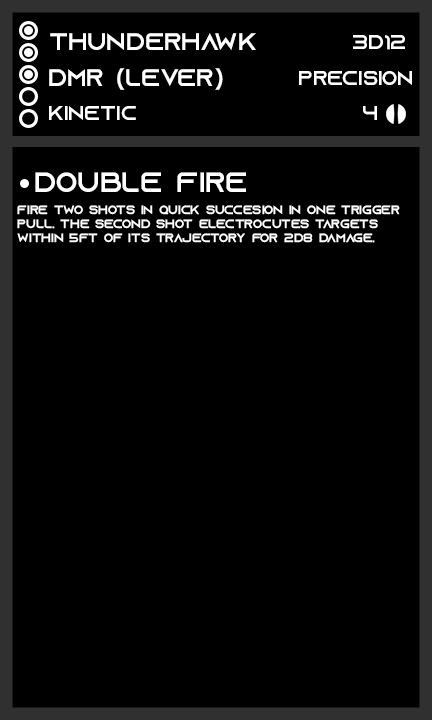 THUNDERHAWK 3D12
DMR (LEVER) PRECISION
KINETIC 4
•DOUBLE FIRE
FIRE TWO SHOTS IN QUICK SUCCESION IN ONE TRIGGER
PULL. THE SECOND SHOT ELECTROCUTES TARGETS
WITHIN 5FT OF ITS TRAJECTORY FOR 2D8 DAMAGE.